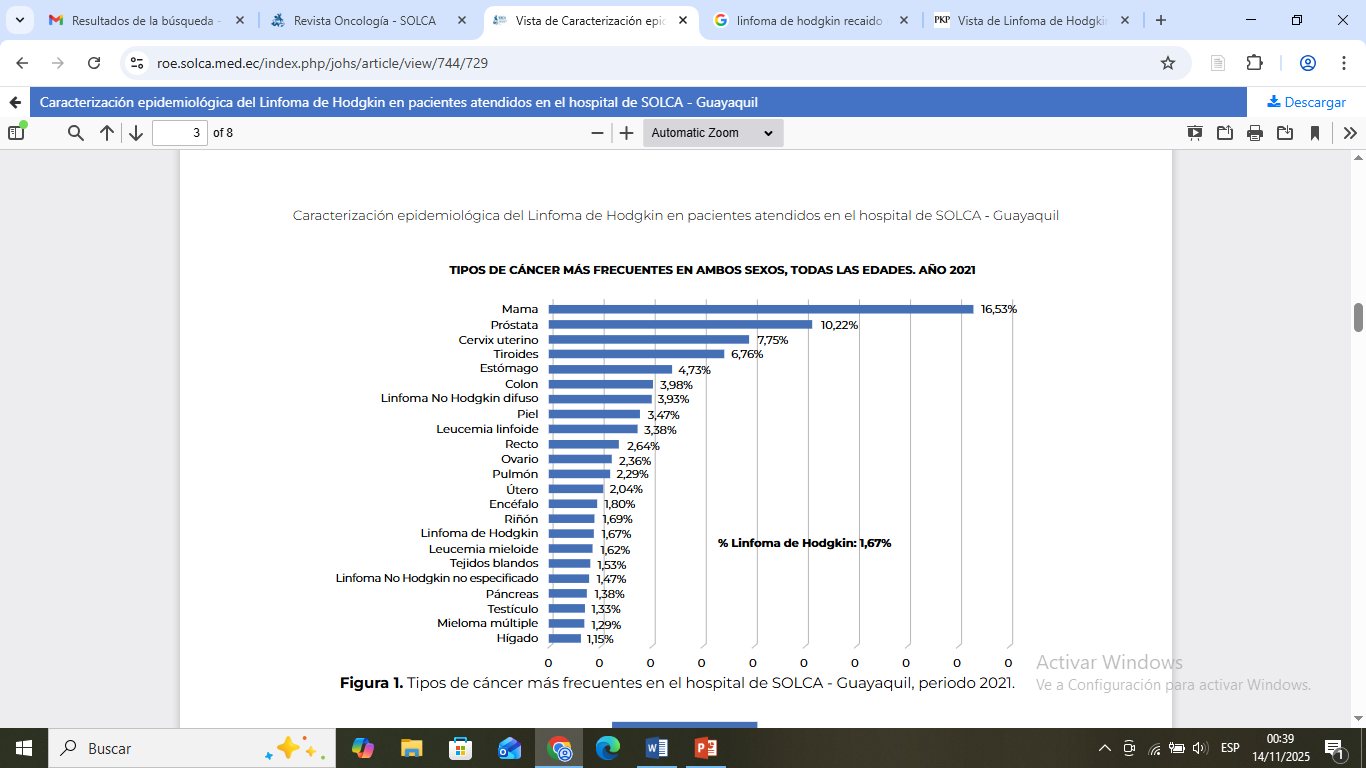 Resultados de la búsqueda -
Revista Oncología - SOLCA
Vista de Caracterización epic
linfoma de hodgkin recaido
PKP Vista de Linfoma de Hodgki
roe.solca.med.ec/index.php/johs/article/view/744/729
Caracterización epidemiológica del Linfoma de Hodgkin en pacientes atendidos en el hospital de SOLCA - Guayaquil
Descargar
3 of 8
Automatic Zoom
Caracterización epidemiológica del Linfoma de Hodgkin en pacientes atendidos en el hospital de SOLCA - Guayaquil
TIPOS DE CÁNCER MÁS FRECUENTES EN AMBOS SEXOS, TODAS LAS EDADES. AÑO 2021
Mama 16,53%
Próstata 10,22%
Cervix uterino 7,75%
Tiroides 6,76%
Estómago 4,73%
Colon 3,98%
Linfoma No Hodgkin difuso 3,93%
Piel 3,47%
Leucemia linfoide 3,38%
Recto 2,64%
Ovario 2,36%
Pulmón 2,29%
Útero 2,04%
Encéfalo 1,80%
Riñón 1,69%
Linfoma de Hodgkin 1,67%
% Linfoma de Hodgkin: 1,67%
Leucemia mieloide 1,62%
Tejidos blandos 1,53%
Linfoma No Hodgkin no especificado 1,47%
Páncreas 1,38%
Testículo 1,33%
Mieloma múltiple 1,29%
Hígado 1,15%
0 0 0 0 0 0 0 0 0 0
Figura 1. Tipos de cáncer más frecuentes en el hospital de SOLCA - Guayaquil, periodo 2021.
Activar Windows
Ve a Configuración para activar Windows.
Buscar
ESP
00:39
14/11/2025
1